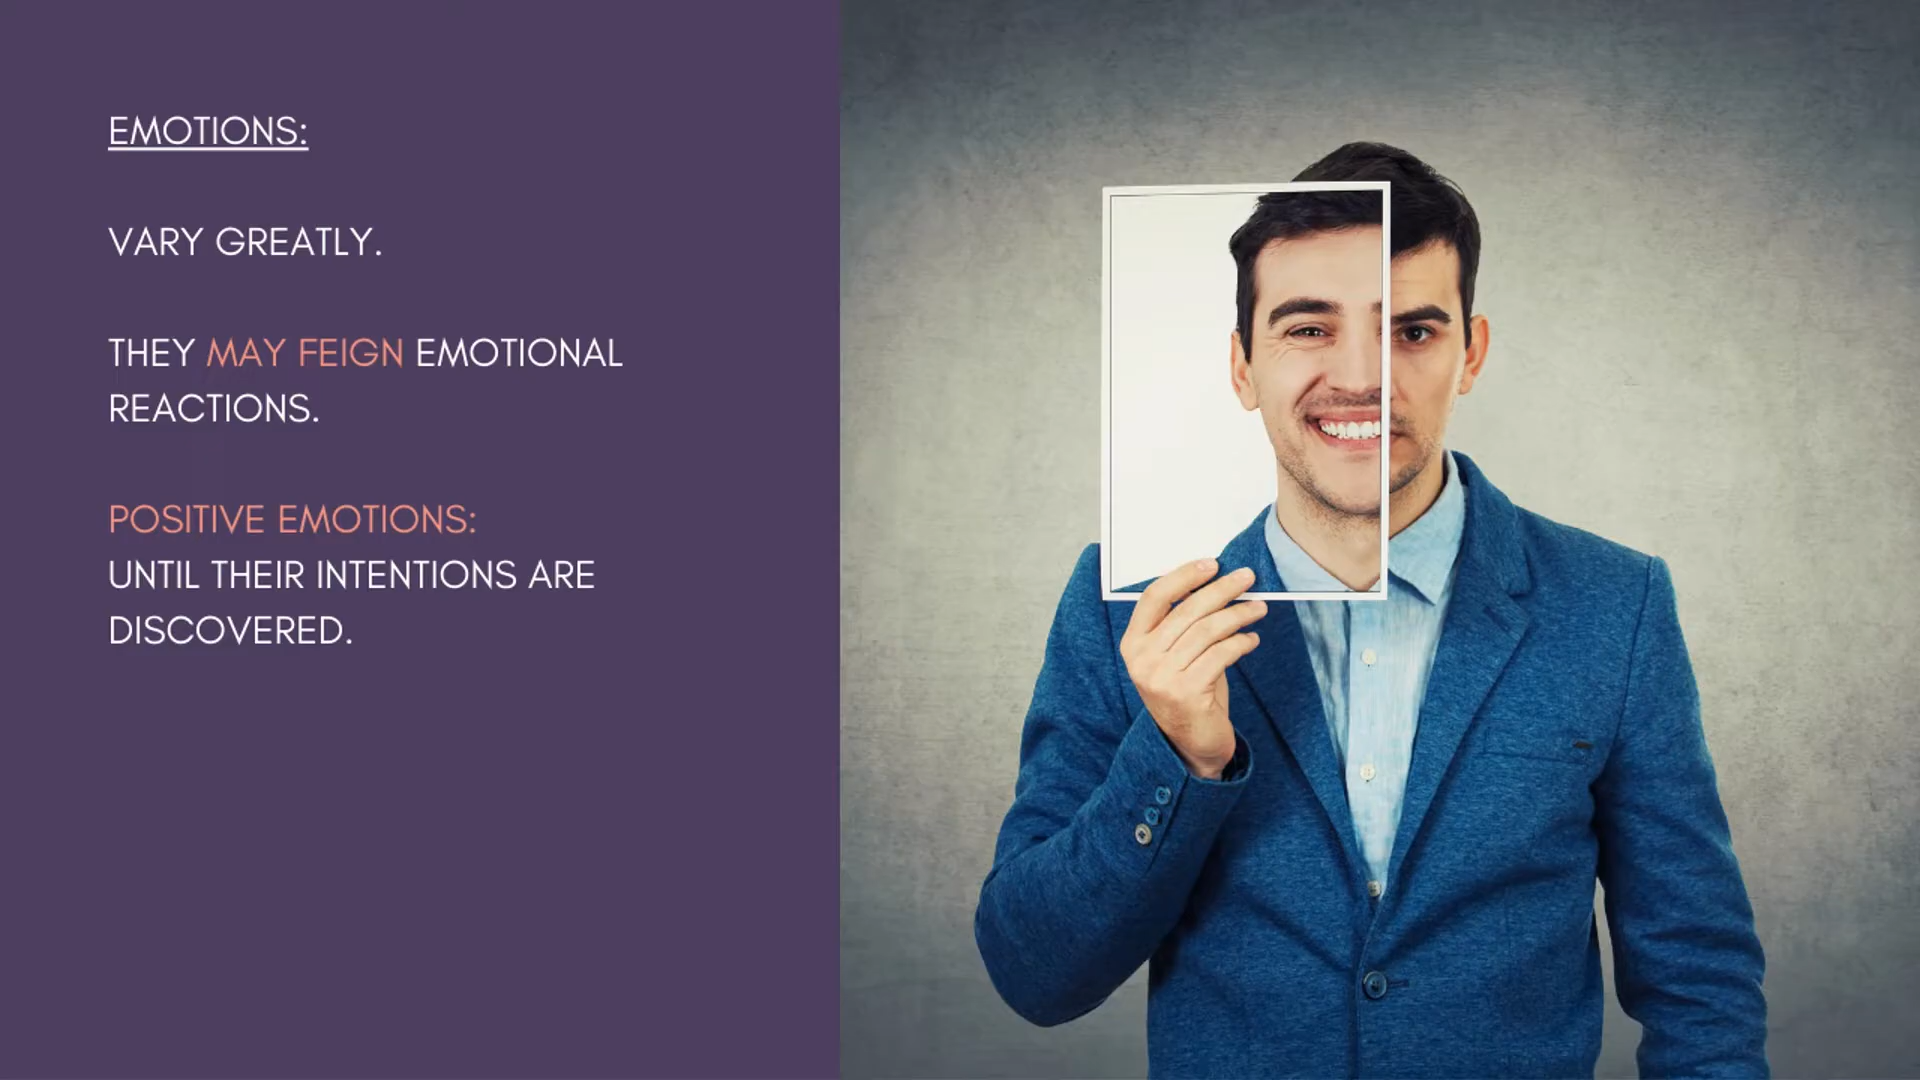 EMOTIONS:
VARY GREATLY.
THEY MAY FEIGN EMOTIONAL
REACTIONS.
POSITIVE EMOTIONS:
UNTIL THEIR INTENTIONS ARE
DISCOVERED.